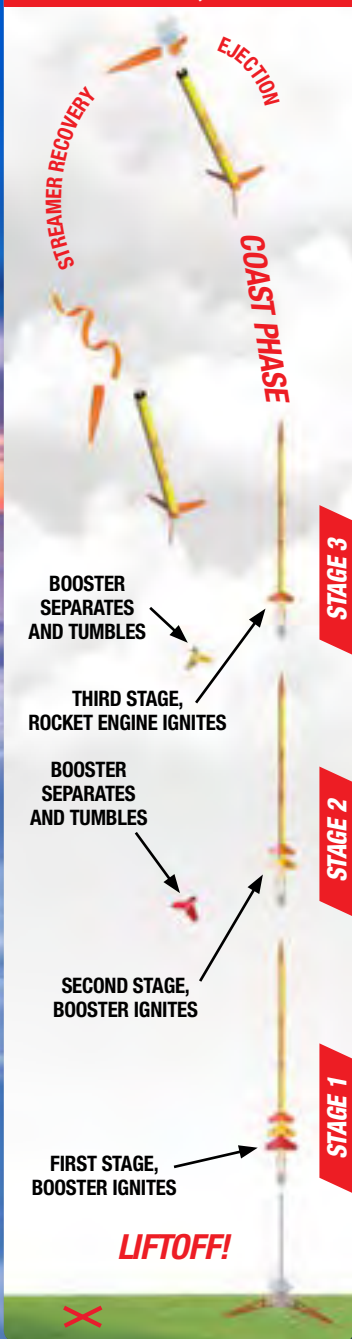 EJECTION
STREAMER RECOVERY
COAST PHASE
STAGE 3
BOOSTER
SEPARATES
AND TUMBLES
THIRD STAGE,
ROCKET ENGINE IGNITES
BOOSTER
SEPARATES
AND TUMBLES
STAGE 2
SECOND STAGE,
BOOSTER IGNITES
STAGE 1
FIRST STAGE,
BOOSTER IGNITES
LIFTOFF!